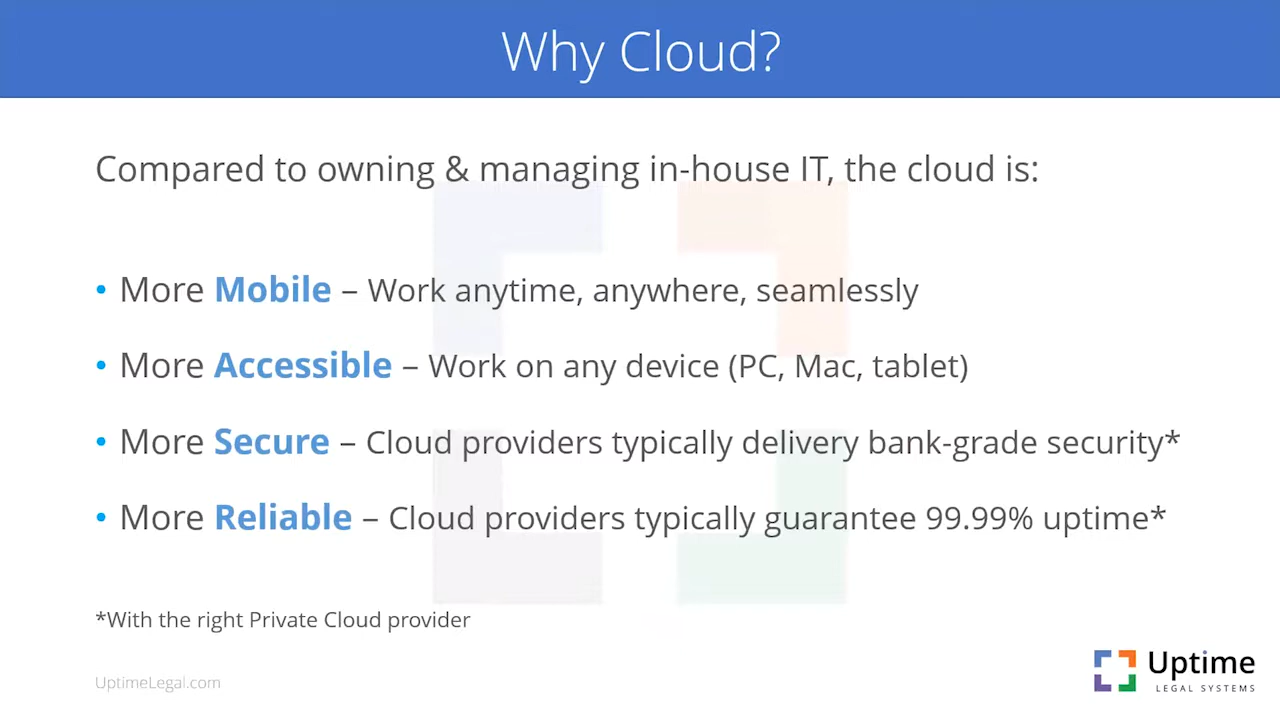 Why Cloud?
Compared to owning & managing in-house IT, the cloud is:
• More Mobile – Work anytime, anywhere, seamlessly
• More Accessible – Work on any device (PC, Mac, tablet)
• More Secure – Cloud providers typically delivery bank-grade security*
• More Reliable – Cloud providers typically guarantee 99.99% uptime*
*With the right Private Cloud provider
UptimeLegal.com
Uptime
LEGAL SYSTEMS